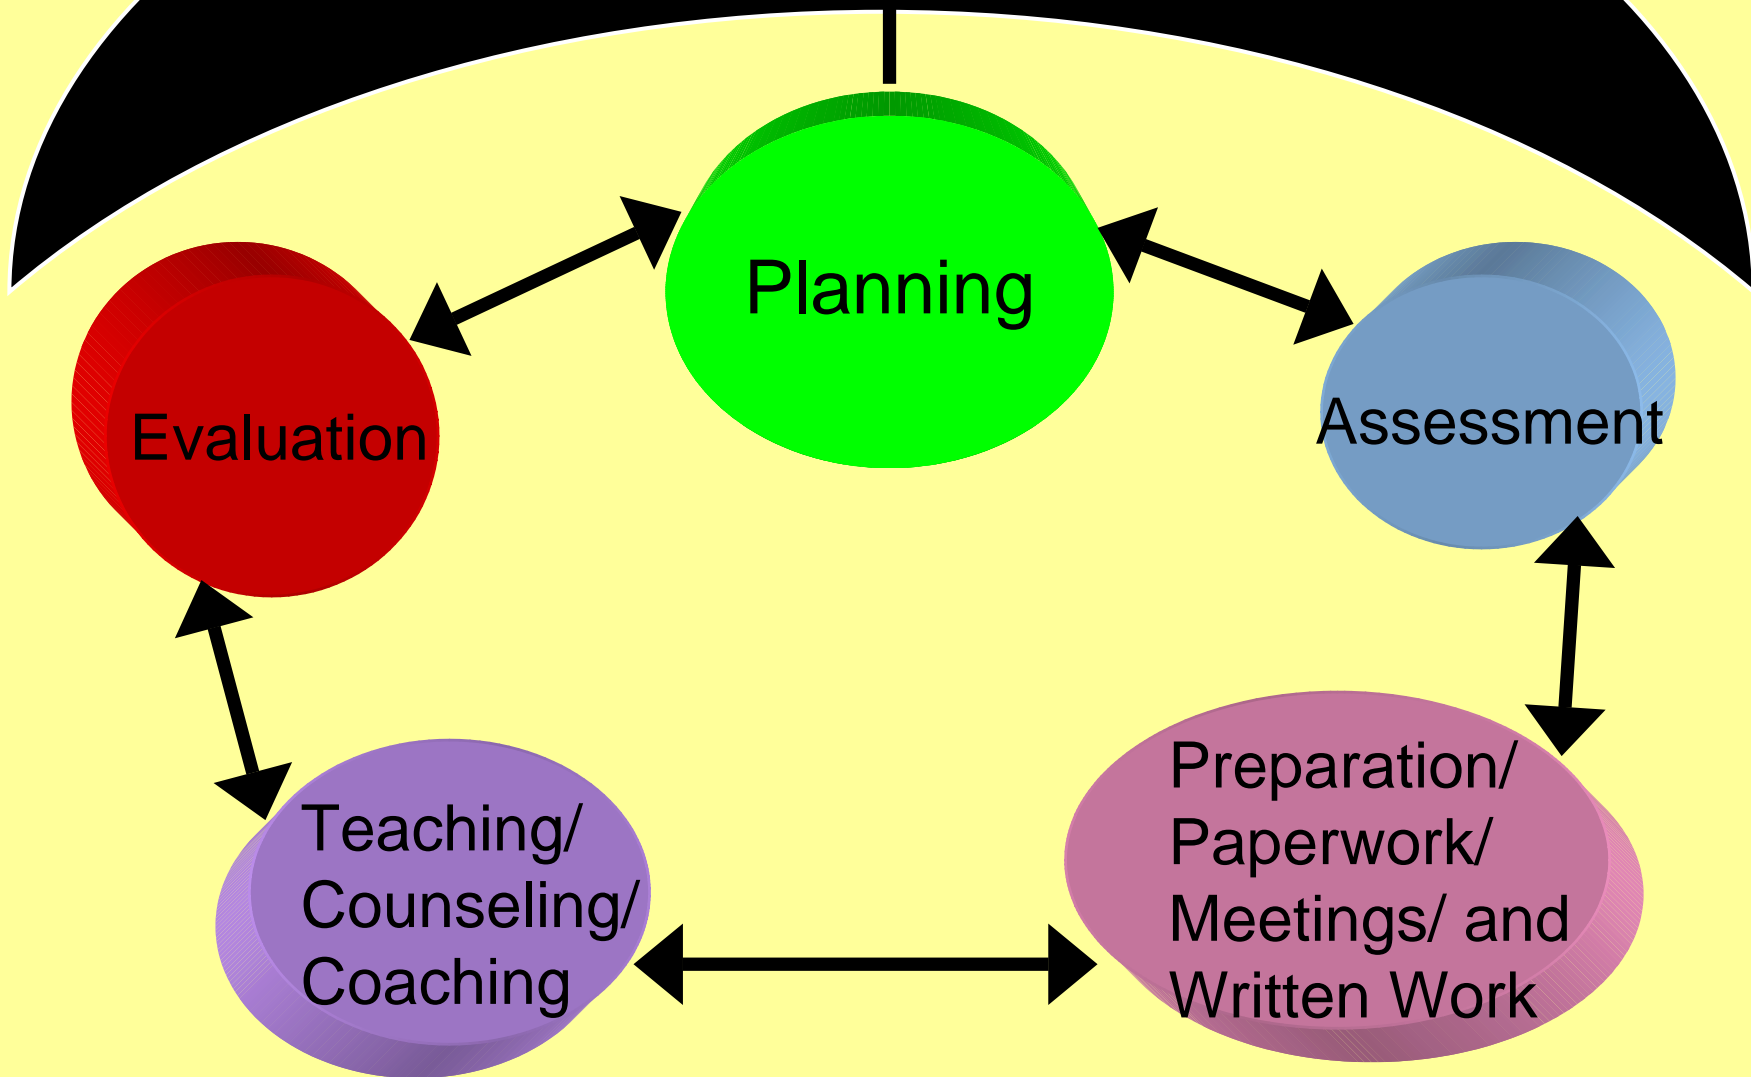 Planning
Evaluation
Assessment
Teaching/
Counseling/
Coaching
Preparation/
Paperwork/
Meetings/ and
Written Work